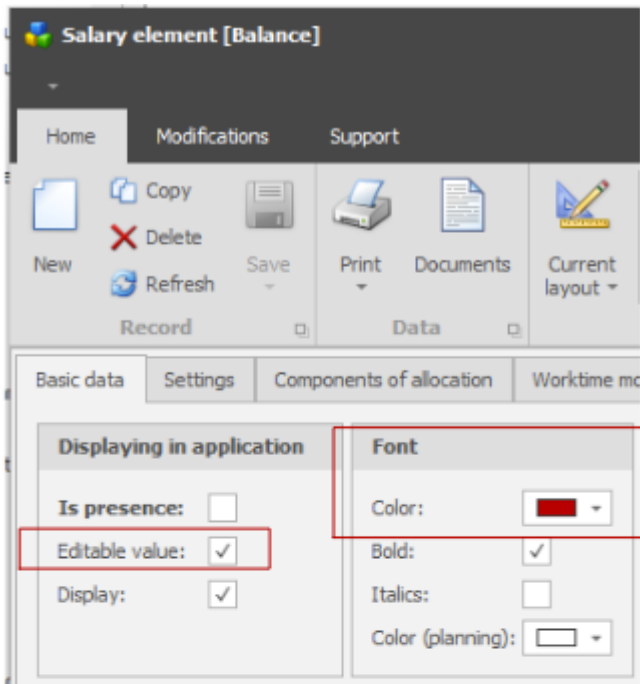 Salary element [Balance]
Home Modifications Support
New
Copy
Delete
Refresh
Save
Print
Documents
Current
layout
Record
Data
Basic data Settings Components of allocation Worktime
Displaying in application
Is presence:
Editable value:
Display:
Font
Color:
Bold:
Italics:
Color (planning):